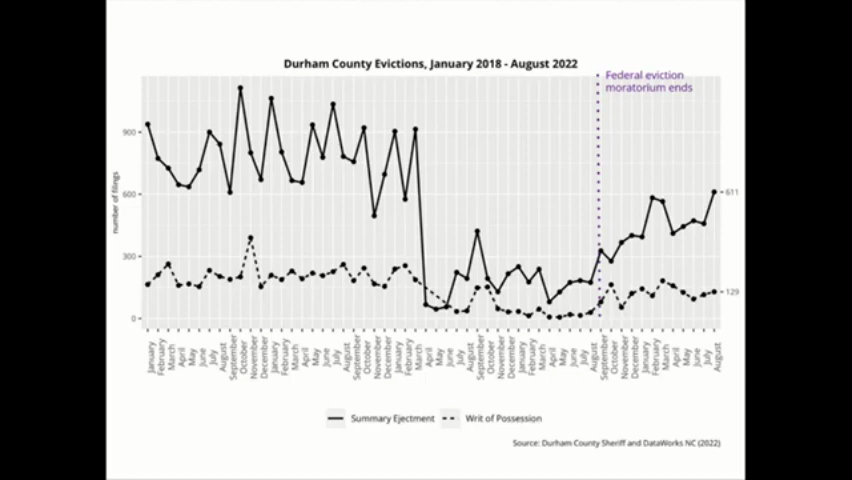 Durham County Evictions, January 2018 - August 2022
Federal eviction
moratorium ends
number of filings
900
600
300
0
611
129
January
February
March
April
May
June
July
August
September
October
November
December
January
February
March
April
May
June
July
August
September
October
November
December
January
February
March
April
May
June
July
August
September
October
November
December
January
February
March
April
May
June
July
August
September
October
November
December
January
February
March
April
May
June
July
August
Summary Ejectment
Writ of Possession
Source: Durham County Sheriff and DataWorks NC (2022)